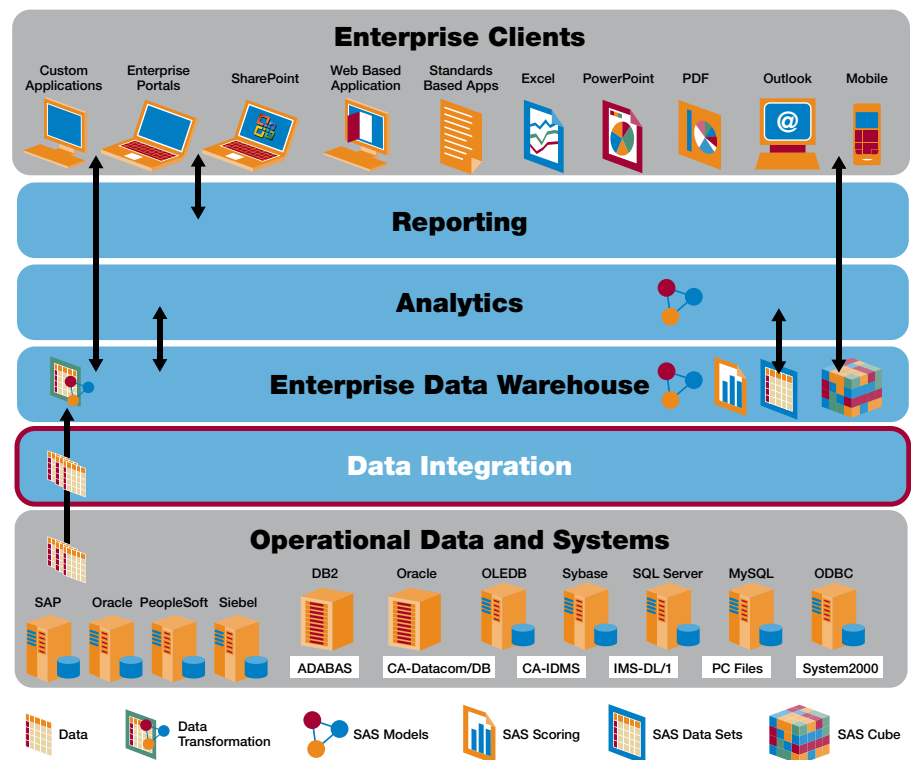 Enterprise Clients
Custom
Applications
Enterprise
Portals
SharePoint
Web Based
Application
Standards
Based Apps
Excel
PowerPoint
PDF
Outlook
Mobile
@
Reporting
Analytics
Enterprise Data Warehouse
Data Integration
Operational Data and Systems
SAP
Oracle
PeopleSoft
Siebel
DB2
Oracle
OLEDB
Sybase
SQL Server
MySQL
ODBC
ADABAS
CA-Datacom/DB
CA-IDMS
IMS-DL/1
PC Files
System2000
Data
Data
Transformation
SAS Models
SAS Scoring
SAS Data Sets
SAS Cube